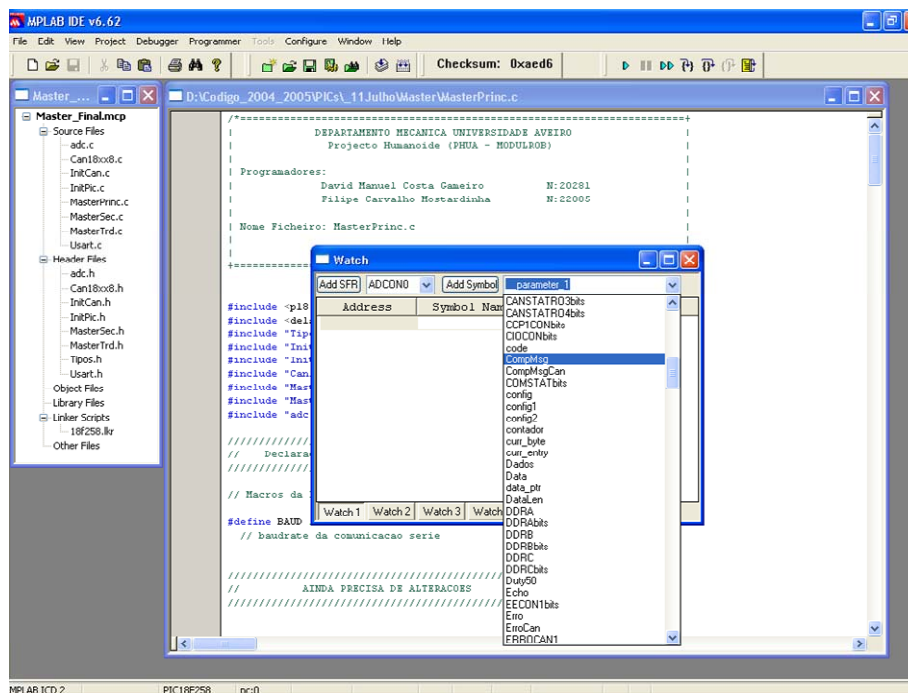 MPLAB IDE v6.62
File Edit View Project Debugger Programmer Tools Configure Window Help
Checksum: 0xaed6
Master_...
Master_Final.mcp
Source Files
adc.c
Can18xx8.c
InitCan.c
InitPic.c
MasterPrinc.c
MasterSec.c
MasterTrd.c
Usart.c
Header Files
adc.h
Can18xx8.h
InitCan.h
InitPic.h
MasterSec.h
MasterTrd.h
Tipos.h
Usart.h
Object Files
Library Files
Linker Scripts
18f258.lkr
Other Files
D:\Codigo_2004_2005\PICs\_11Julho\Master\MasterPrinc.c
/*=====================================================================+
| DEPARTAMENTO MECANICA UNIVERSIDADE AVEIRO |
| Projecto Humanoide (PHUA - MODULROB) |
| |
| Programadores: |
| David Manuel Costa Gameiro N:20281 |
| Filipe Carvalho Mostardinha N:22005 |
| |
| Nome Ficheiro: MasterPrinc.c |
|
|
+============
#include <p18
#include <del
#include "Tip
#include "Ini
#include "Ini
#include "Can
#include "Mas
#include "Mas
#include "adc
/////////////
// Declara
/////////////
// Macros da
#define BAUD
// baudrate da comunicacao serie
// AINDA PRECISA DE ALTERACOES
Watch
Add SFR ADCON0 Add Symbol __parameter_1
Address Symbol Nam
CANSTATRO3bits
CANSTATRO4bits
CCP1CONbits
CIOCONbits
code
CompMsg
CompMsgCan
COMSTATbits
config
config1
config2
contador
curr_byte
curr_entry
Dados
Data
data_ptr
DataLen
DDRA
DDRAbits
DDRB
DDRBbits
DDRC
DDRCbits
Duty50
Echo
EECON1bits
Erro
ErroCan
ERROCAN1
Watch 1 Watch 2 Watch 3 Watch
MPLAB ICD 2 PIC18F258 pc:0